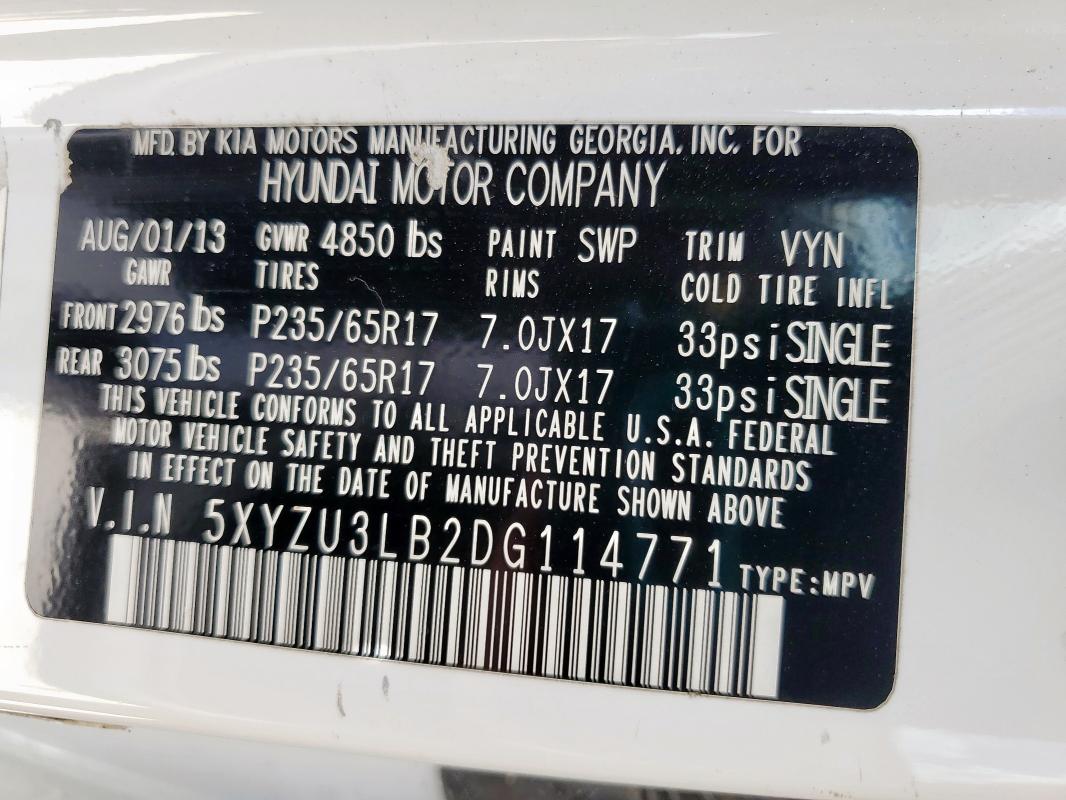 MFD. BY KIA MOTORS MANUFACTURING GEORGIA, INC. FOR
HYUNDAI MOTOR COMPANY
AUG/01/13 GVWR 4850 lbs PAINT SWP TRIM VYN
GAWR TIRES RIMS COLD TIRE INFL
FRONT 2976 lbs P235/65R17 7.0JX17 33psi SINGLE
REAR 3075 lbs P235/65R17 7.0JX17 33psi SINGLE
THIS VEHICLE CONFORMS TO ALL APPLICABLE U.S.A. FEDERAL
MOTOR VEHICLE SAFETY AND THEFT PREVENTION STANDARDS
IN EFFECT ON THE DATE OF MANUFACTURE SHOWN ABOVE
V.I.N 5XYZU3LB2DG114771 TYPE:MPV